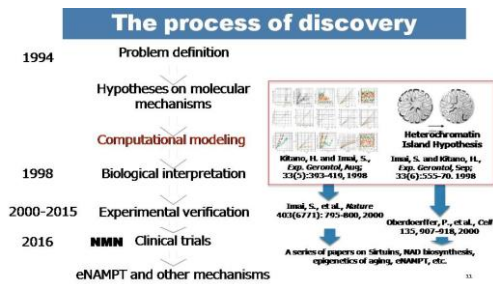 The process of discovery
1994
Problem definition
Hypotheses on molecular
mechanisms
Computational modeling
1998
Biological interpretation
2000-2015
Experimental verification
2016
NMN
Clinical trials
eNAMPT and other mechanisms
Kitano, H. and Imai, S.,
Exp. Gerontol, Aug;
33(5):393-419, 1998
Heterochromatin
Island Hypothesis
Imai, S. and Kitano, H.,
Exp. Gerontol, Sep;
33(6):555-70. 1998
Imai, S., et al., Nature
403(6771): 795-800, 2000
Oberdoerffer, P., et al., Cell
135, 907-918, 2000
A series of papers on Sirtuins, NAD biosynthesis,
epigenetics of aging, eNAMPT, etc.